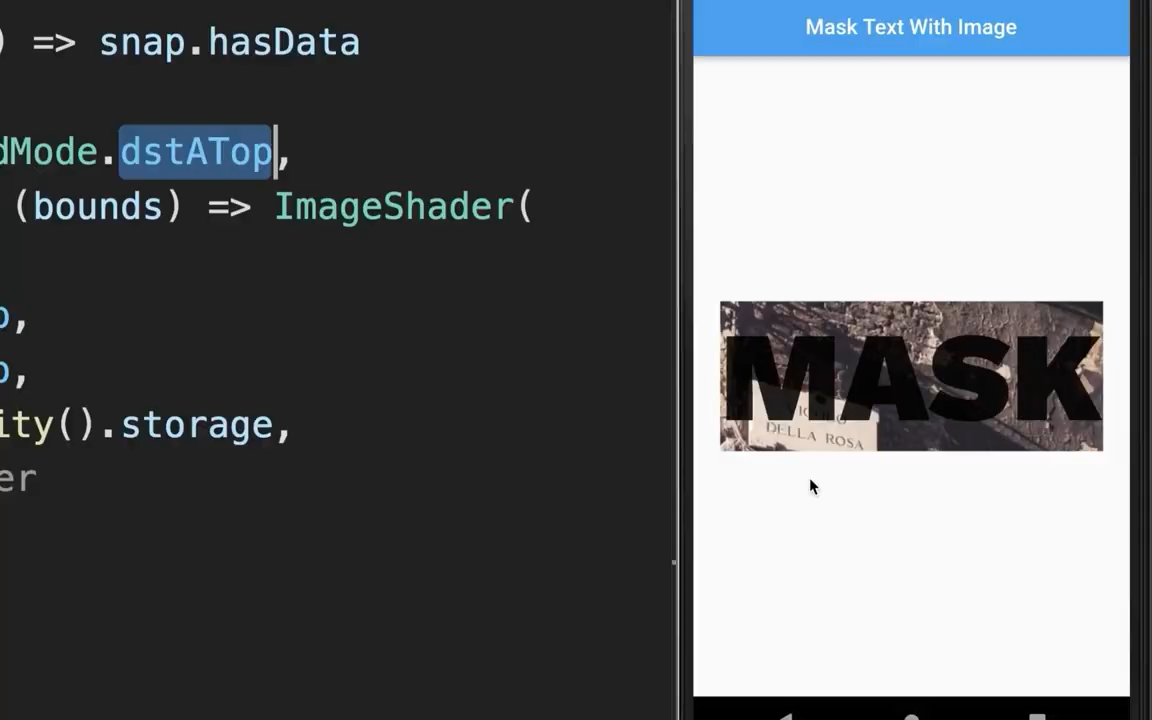 ) => snap.hasData
dMode.dstATop,
(bounds) => ImageShader(
,
,
ity().storage,
er
Mask Text With Image
MASK
DELLA ROSA